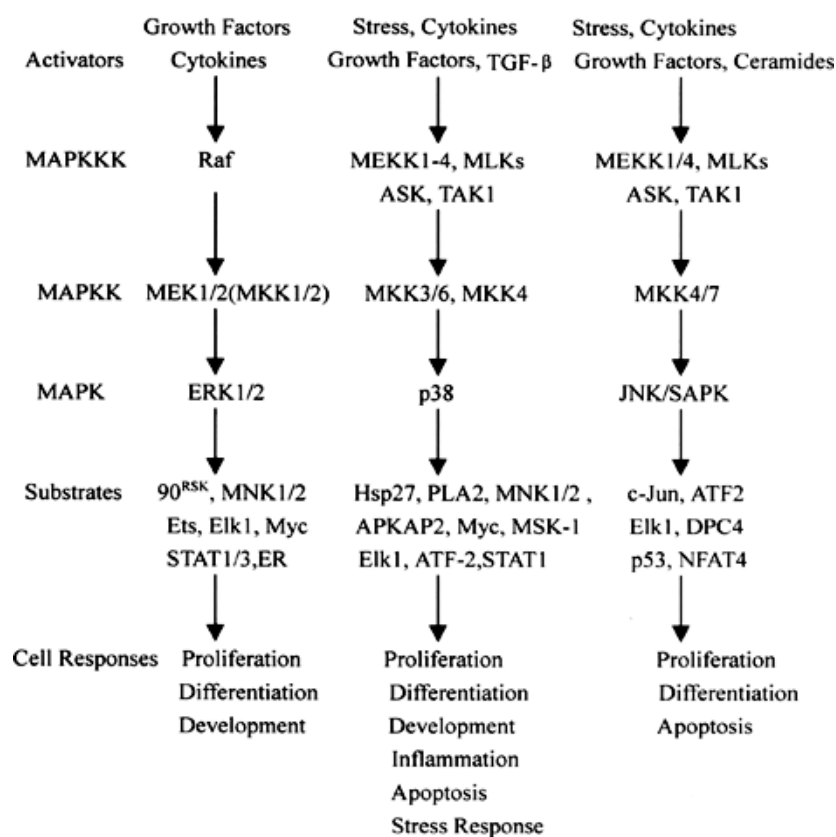 Growth Factors Stress, Cytokines Stress, Cytokines
Activators Cytokines Growth Factors, TGF-β Growth Factors, Ceramides
MAPKKK Raf MEKK1-4, MLKs MEKK1/4, MLKs
ASK, TAK1 ASK, TAK1
MAPKK MEK1/2(MKK1/2) MKK3/6, MKK4 MKK4/7
MAPK ERK1/2 p38 JNK/SAPK
Substrates 90ᴿˢᴷ, MNK1/2 Hsp27, PLA2, MNK1/2 , c-Jun, ATF2
Ets, Elk1, Myc APKAP2, Myc, MSK-1 Elk1, DPC4
STAT1/3,ER Elk1, ATF-2,STAT1 p53, NFAT4
Cell Responses Proliferation Proliferation Proliferation
Differentiation Differentiation Differentiation
Development Development Apoptosis
Inflammation
Apoptosis
Stress Response